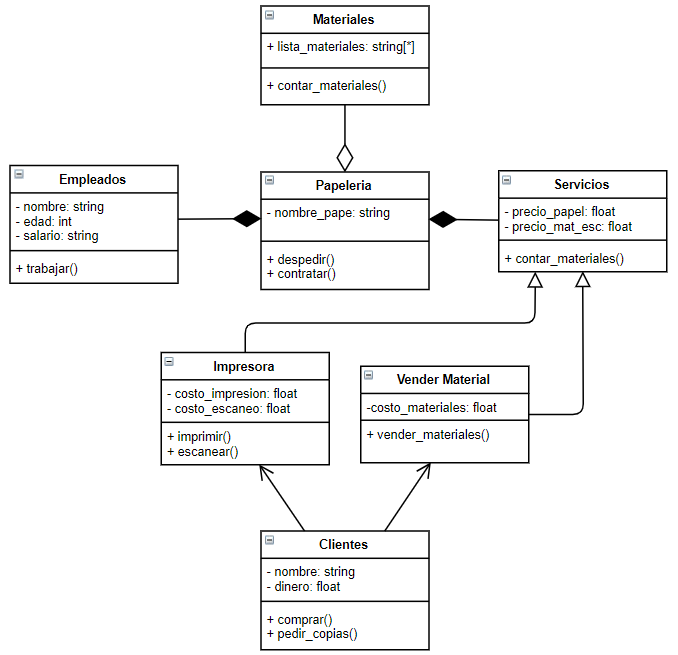 Materiales
+ lista_materiales: string[*]
+ contar_materiales()
Empleados
- nombre: string
- edad: int
- salario: string
+ trabajar()
Papeleria
- nombre_pape: string
+ despedir()
+ contratar()
Servicios
- precio_papel: float
- precio_mat_esc: float
+ contar_materiales()
Impresora
- costo_impresion: float
- costo_escaneo: float
+ imprimir()
+ escanear()
Vender Material
-costo_materiales: float
+ vender_materiales()
Clientes
- nombre: string
- dinero: float
+ comprar()
+ pedir_copias()